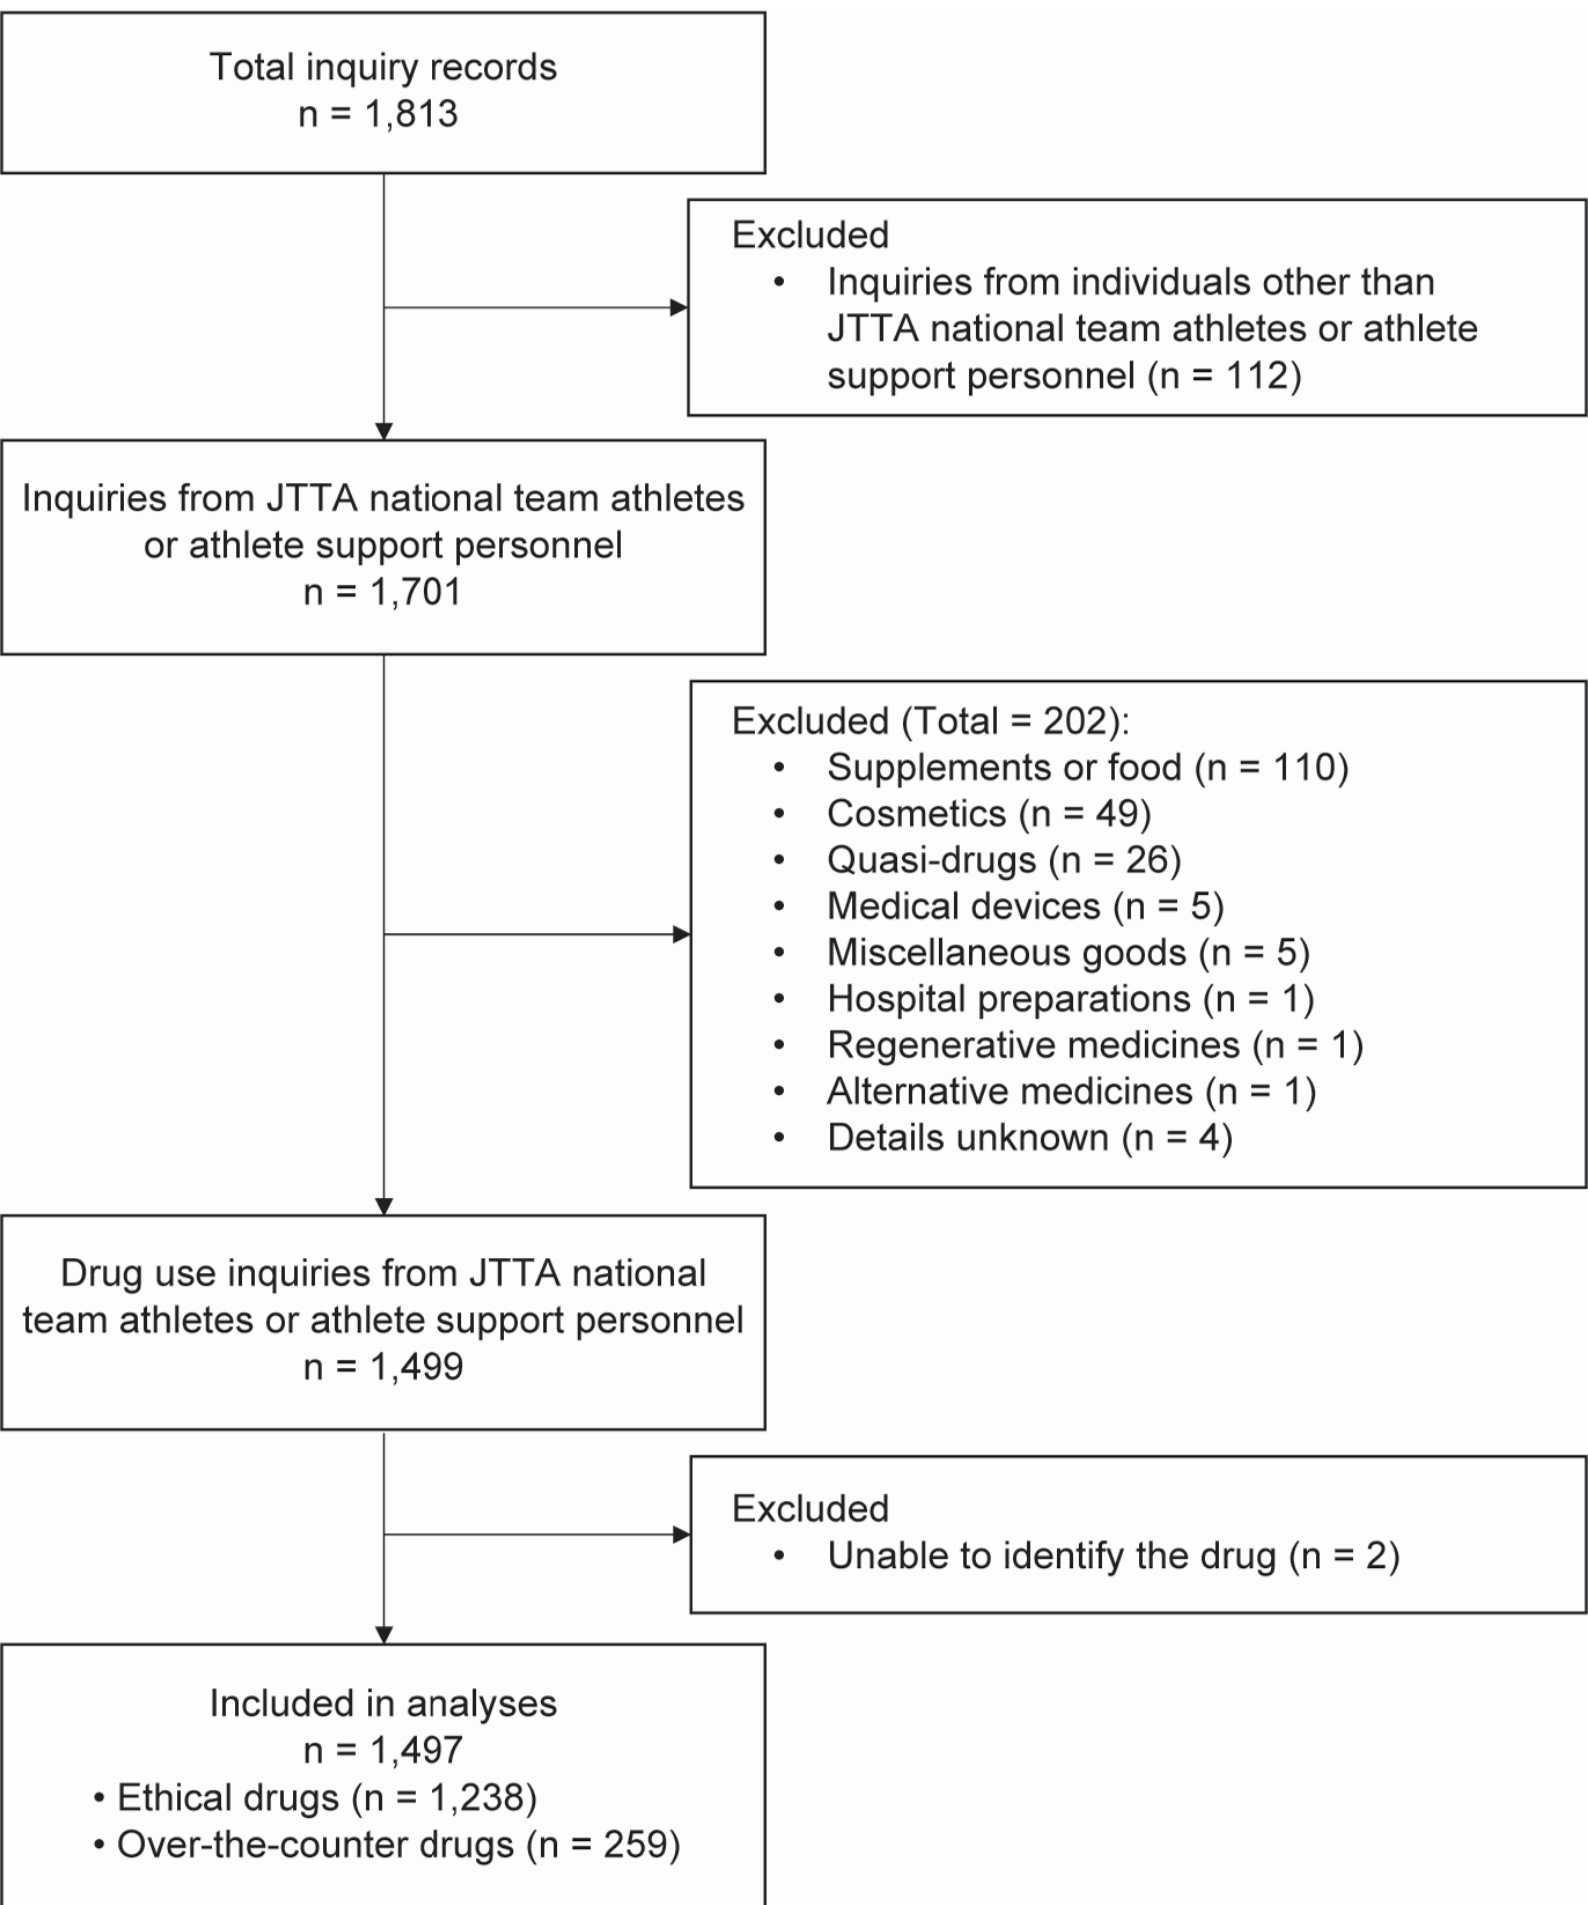 Total inquiry records
n = 1,813
Excluded
• Inquiries from individuals other than
JTTA national team athletes or athlete
support personnel (n = 112)
Inquiries from JTTA national team athletes
or athlete support personnel
n = 1,701
Excluded (Total = 202):
• Supplements or food (n = 110)
• Cosmetics (n = 49)
• Quasi-drugs (n = 26)
• Medical devices (n = 5)
• Miscellaneous goods (n = 5)
• Hospital preparations (n = 1)
• Regenerative medicines (n = 1)
• Alternative medicines (n = 1)
• Details unknown (n = 4)
Drug use inquiries from JTTA national
team athletes or athlete support personnel
n = 1,499
Excluded
• Unable to identify the drug (n = 2)
Included in analyses
n = 1,497
• Ethical drugs (n = 1,238)
• Over-the-counter drugs (n = 259)